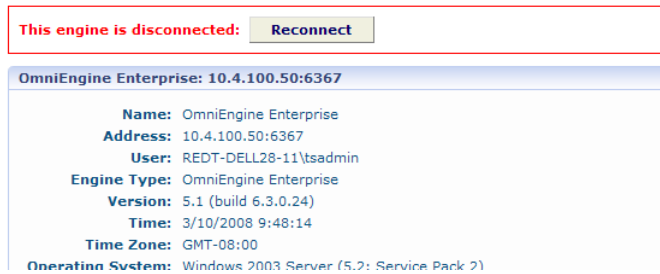 This engine is disconnected: Reconnect
OmniEngine Enterprise: 10.4.100.50:6367
Name: OmniEngine Enterprise
Address: 10.4.100.50:6367
User: REDT-DELL28-11\tsadmin
Engine Type: OmniEngine Enterprise
Version: 5.1 (build 6.3.0.24)
Time: 3/10/2008 9:48:14
Time Zone: GMT-08:00
Operating System: Windows 2003 Server (5.2; Service Pack 2)